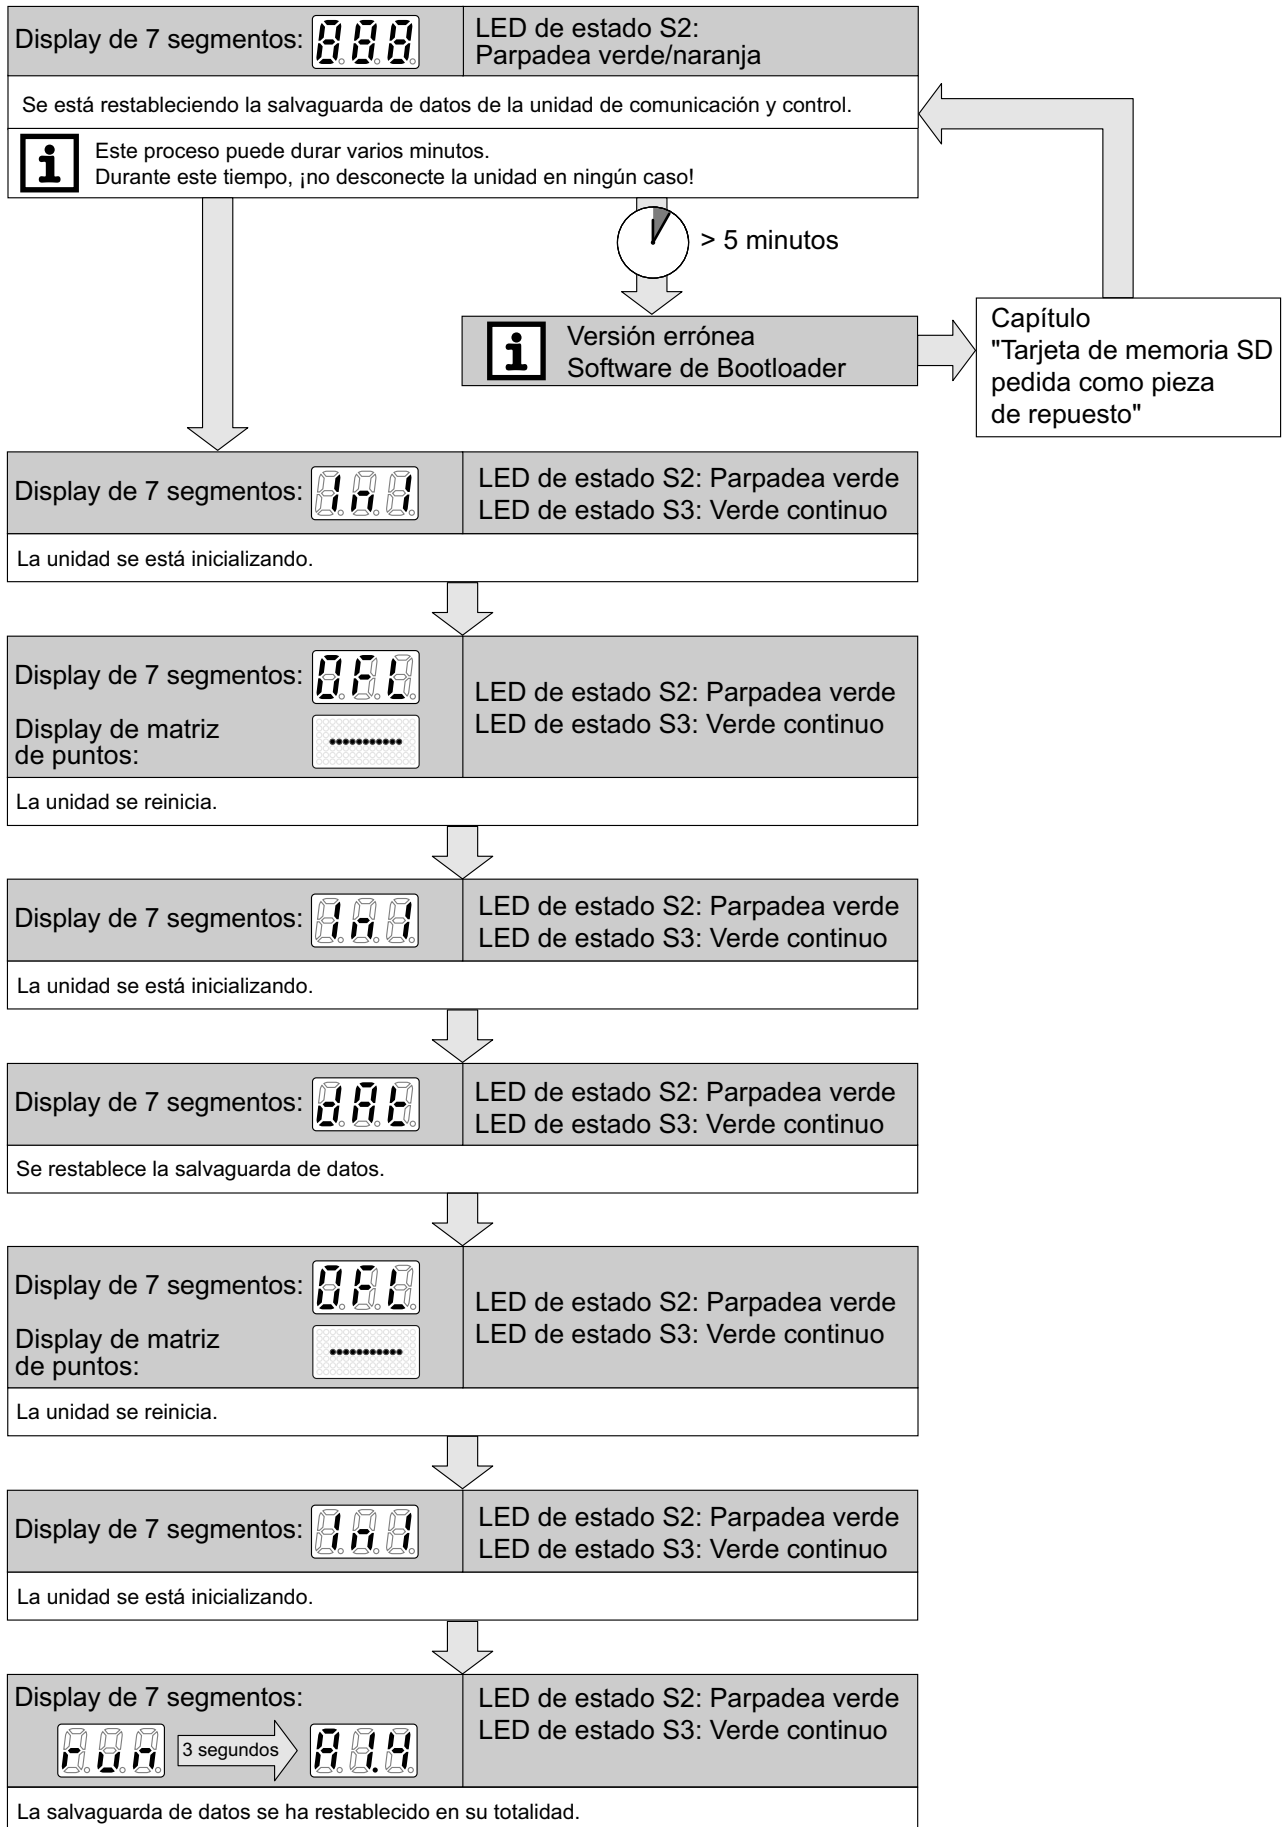 Display de 7 segmentos: 888
LED de estado S2:
Parpadea verde/naranja
Se está restableciendo la salvaguarda de datos de la unidad de comunicación y control.
i
Este proceso puede durar varios minutos.
Durante este tiempo, ¡no desconecte la unidad en ningún caso!
> 5 minutos
i
Versión errónea
Software de Bootloader
Capítulo
"Tarjeta de memoria SD
pedida como pieza
de repuesto"
Display de 7 segmentos: InI
LED de estado S2: Parpadea verde
LED de estado S3: Verde continuo
La unidad se está inicializando.
Display de 7 segmentos: OFL
Display de matriz
de puntos:
LED de estado S2: Parpadea verde
LED de estado S3: Verde continuo
La unidad se reinicia.
Display de 7 segmentos: InI
LED de estado S2: Parpadea verde
LED de estado S3: Verde continuo
La unidad se está inicializando.
Display de 7 segmentos: dAt
LED de estado S2: Parpadea verde
LED de estado S3: Verde continuo
Se restablece la salvaguarda de datos.
Display de 7 segmentos: OFL
Display de matriz
de puntos:
LED de estado S2: Parpadea verde
LED de estado S3: Verde continuo
La unidad se reinicia.
Display de 7 segmentos: InI
LED de estado S2: Parpadea verde
LED de estado S3: Verde continuo
La unidad se está inicializando.
Display de 7 segmentos:
run 3 segundos A1.4
LED de estado S2: Parpadea verde
LED de estado S3: Verde continuo
La salvaguarda de datos se ha restablecido en su totalidad.